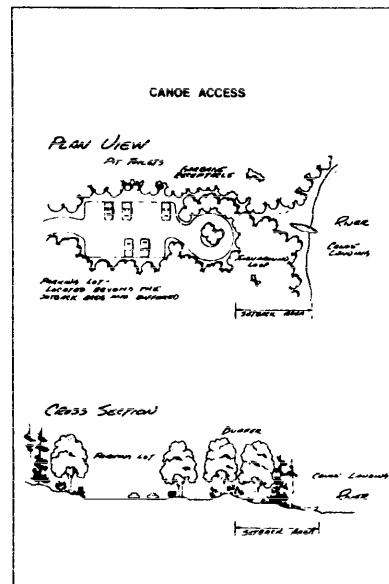 CANOE ACCESS
PLAN VIEW
PIT TOILETS
GARBAGE
RECEPTACLE
RIVER
CANOE
LANDING
TURNAROUND
LOOP
PARKING LOT -
LOCATED BEYOND THE
SETBACK AREA AND BUFFERED
SETBACK AREA
CROSS SECTION
BUFFER
PARKING LOT
CANOE LANDING
RIVER
SETBACK AREA